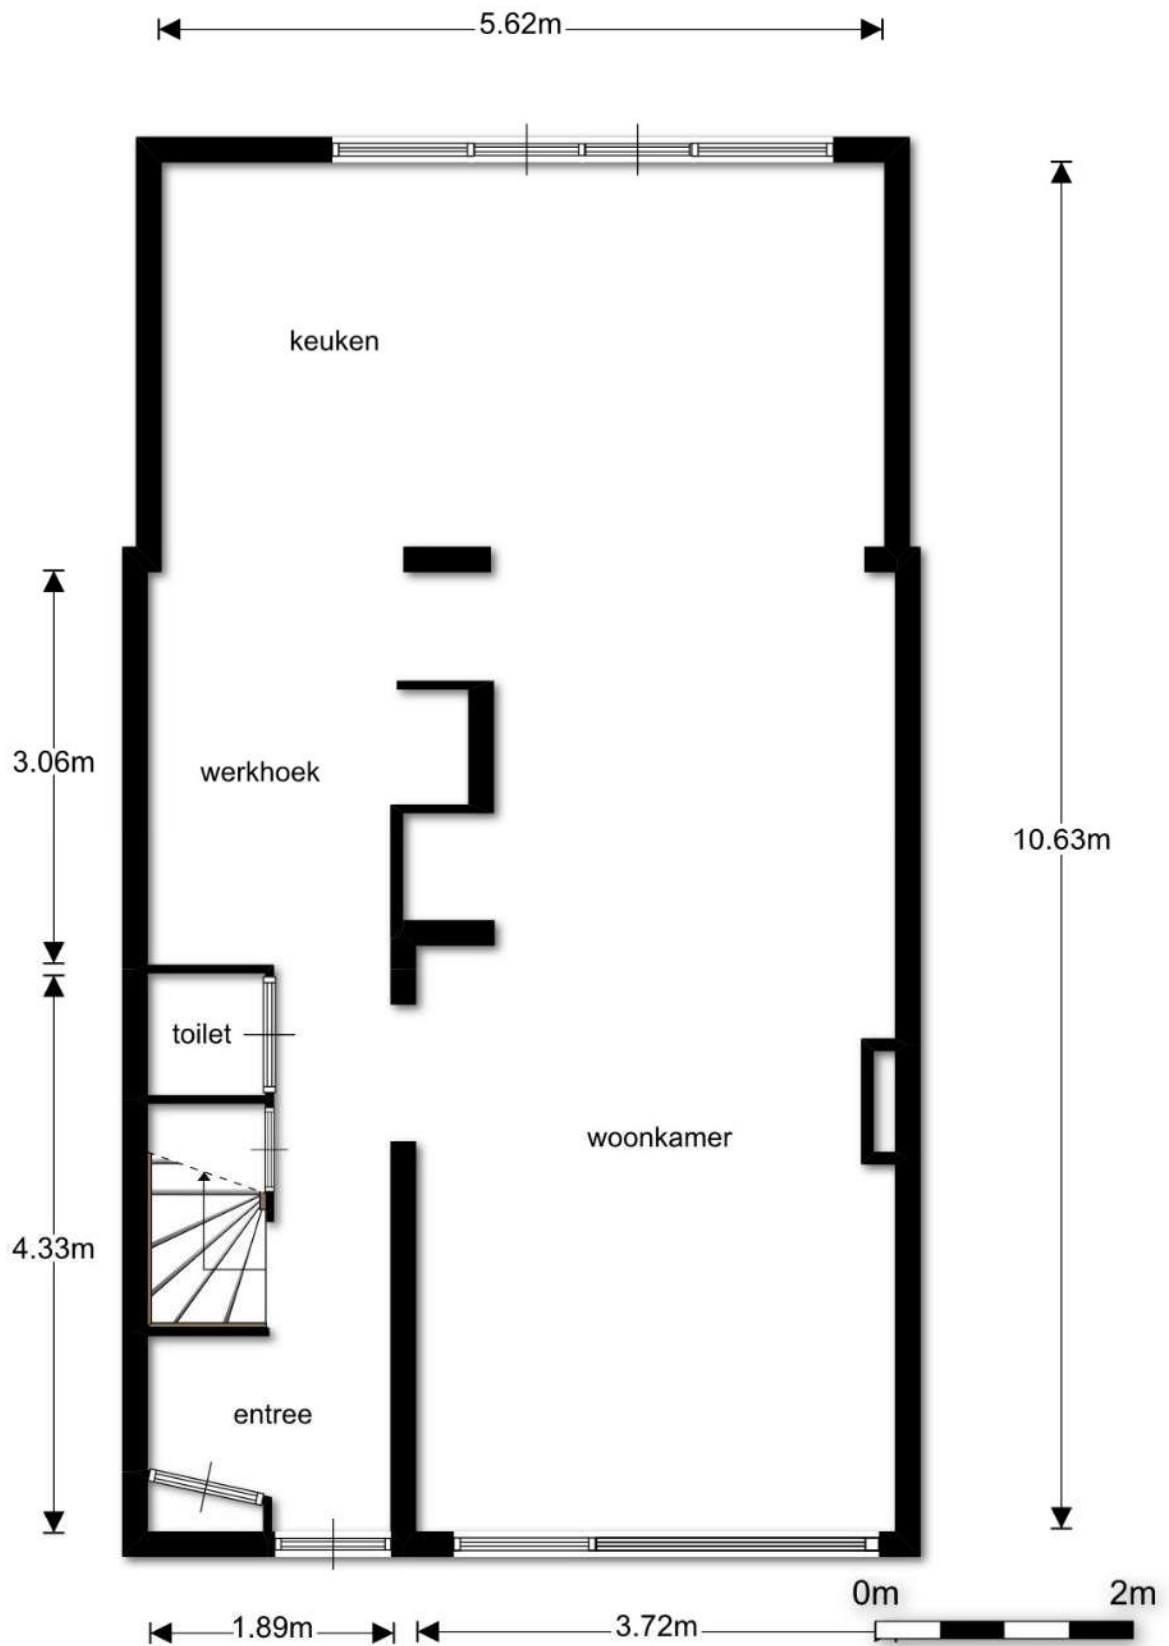 5.62m
keuken
3.06m
werkhoek
10.63m
toilet
woonkamer
4.33m
entree
0m
2m
1.89m
3.72m